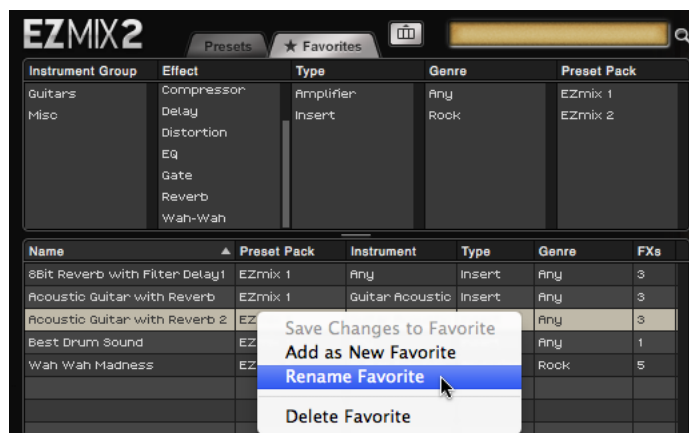 EZMIX2
Presets
★ Favorites
Instrument Group Effect Type Genre Preset Pack
Guitars Compressor Amplifier Any EZmix 1
Misc Delay Insert Rock EZmix 2
Distortion
EQ
Gate
Reverb
Wah-Wah
Name Preset Pack Instrument Type Genre FXs
8Bit Reverb with Filter Delay1 EZmix 1 Any Insert Any 3
Acoustic Guitar with Reverb EZmix 1 Guitar Acoustic Insert Any 3
Acoustic Guitar with Reverb 2 EZ Any 3
Best Drum Sound EZ Any 1
Wah Wah Madness EZ Rock 5
Save Changes to Favorite
Add as New Favorite
Rename Favorite
Delete Favorite